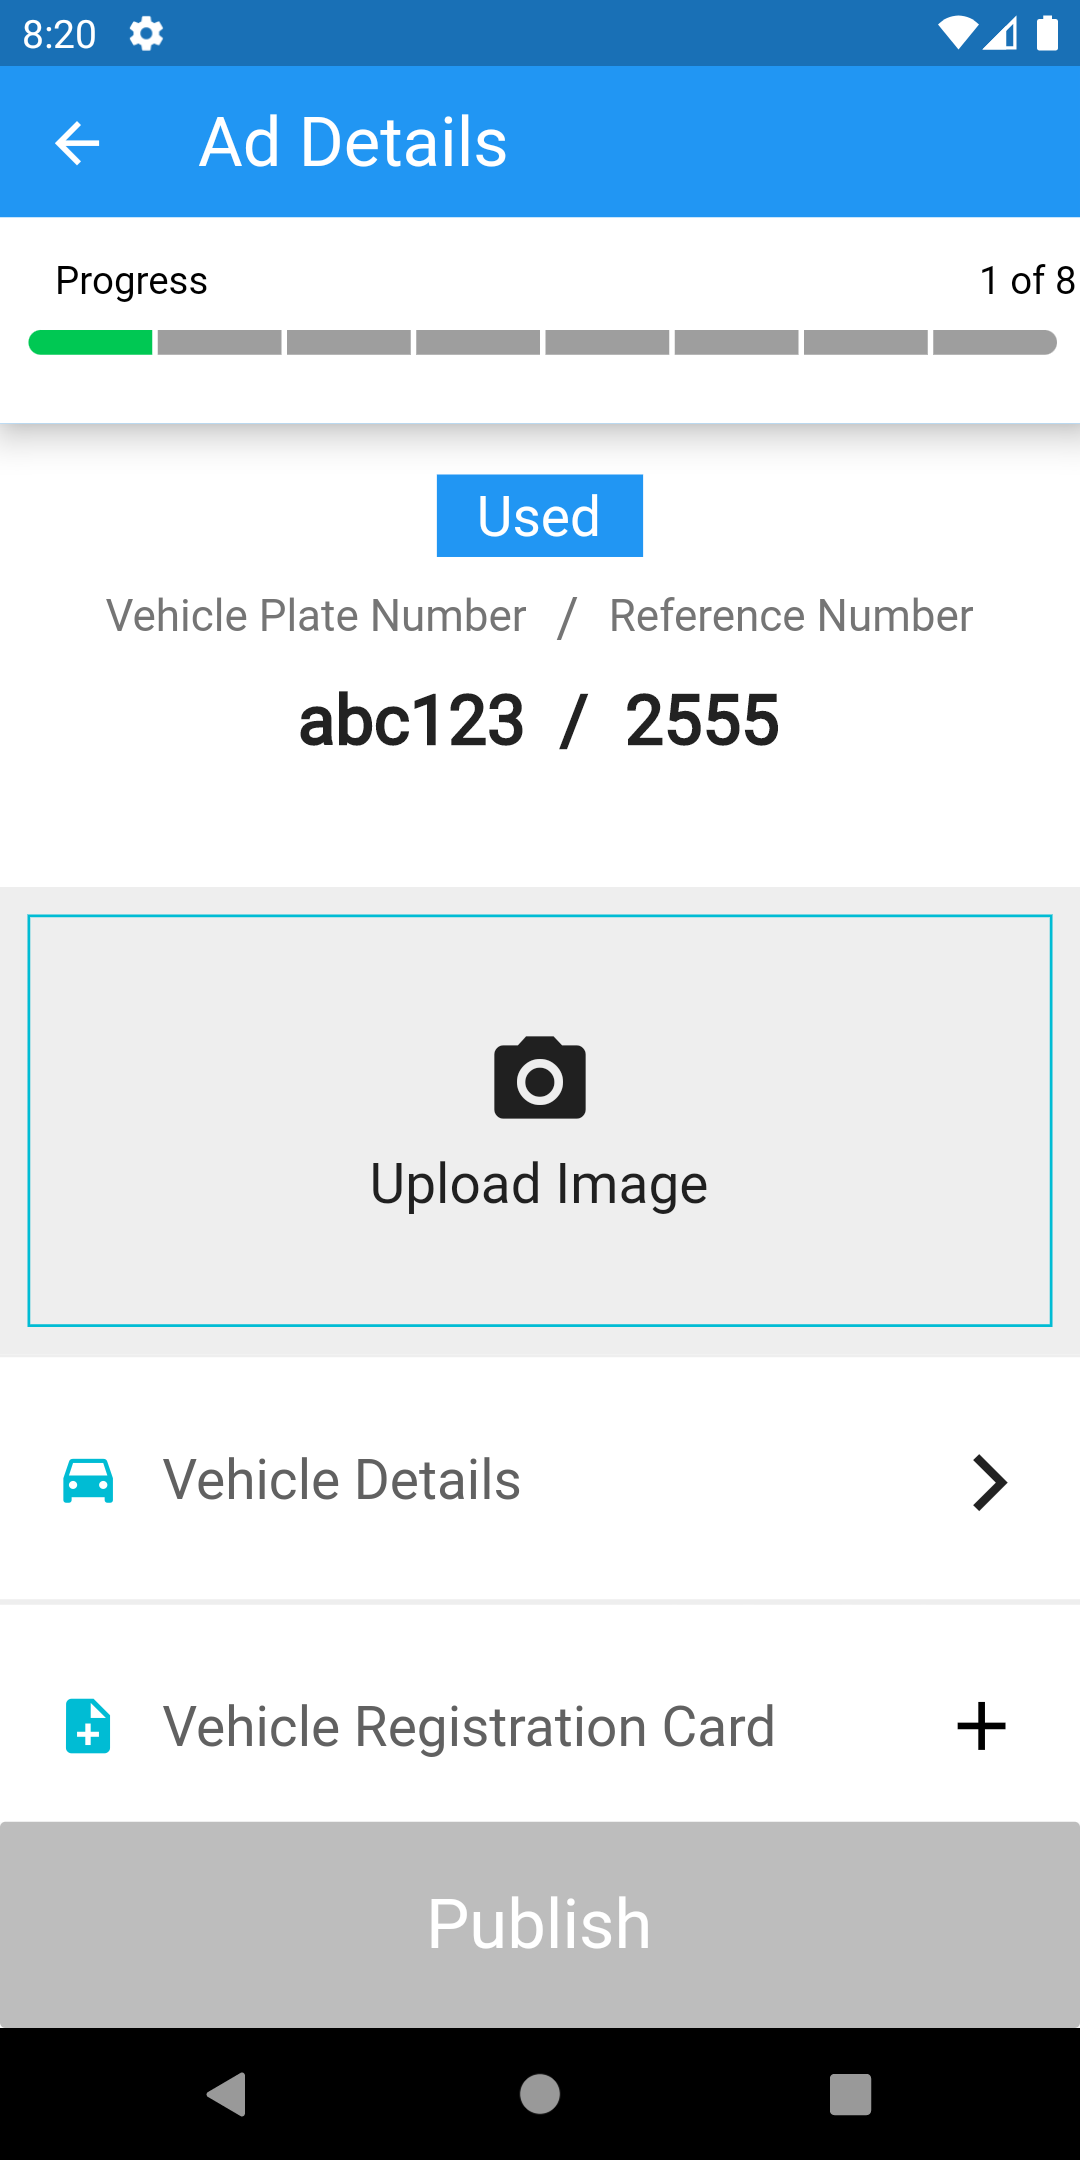 8:20
Ad Details
Progress 1 of 8
Used
Vehicle Plate Number / Reference Number
abc123 / 2555
Upload Image
Vehicle Details
Vehicle Registration Card
Publish